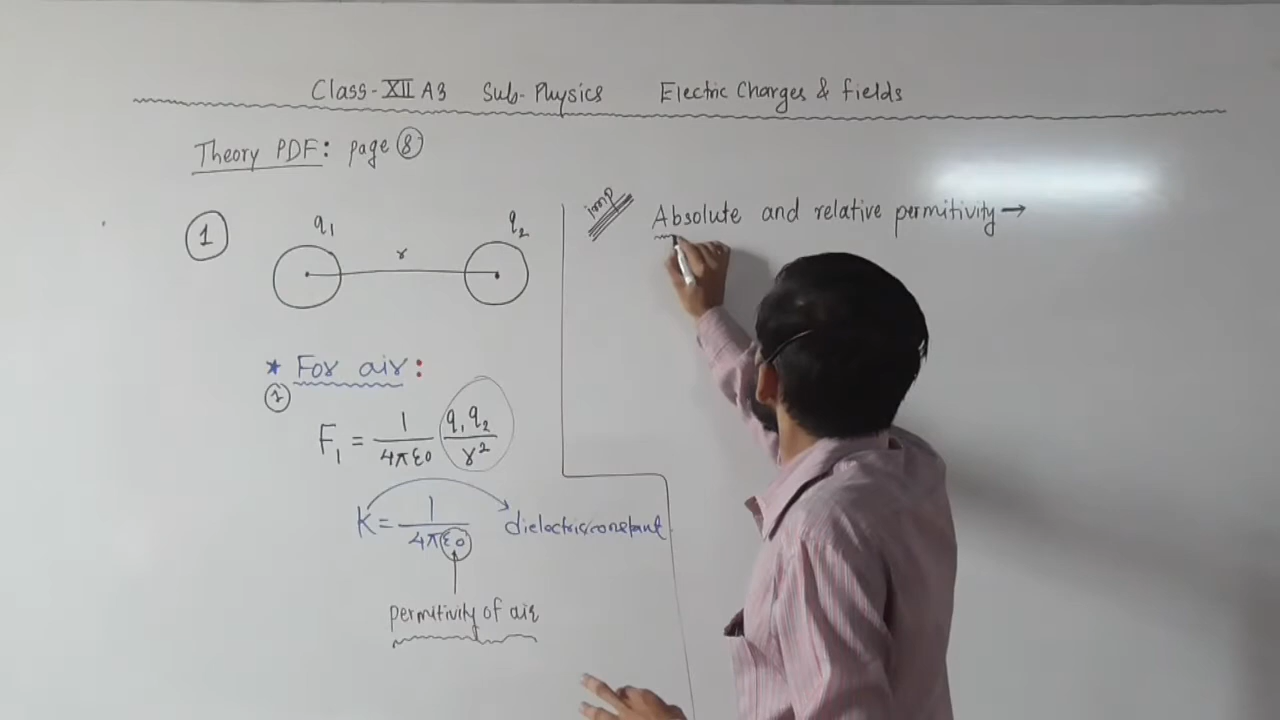 Class-XII A3 Sub-Physics Electric Charges & fields
Theory PDF: page 8
1
q1
q2
r
* For air:
1
F1 = 1/4πε0 q1q2/r²
K = 1/4πε0
dielectric constant
permitivity of air
imp
Absolute and relative permitivity →